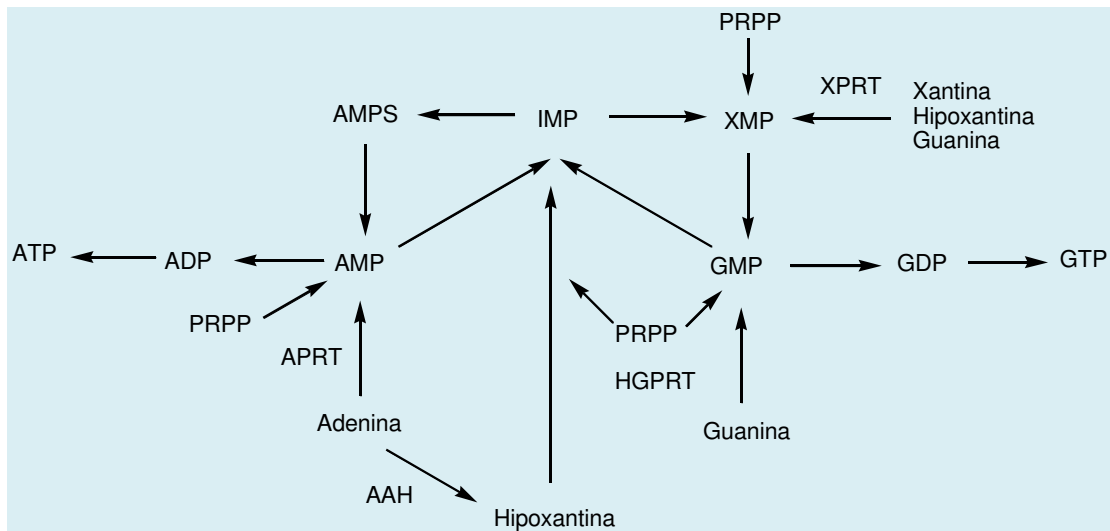 PRPP
XPRT
Xantina
Hipoxantina
Guanina
AMPS
IMP
XMP
ATP
ADP
AMP
GMP
GDP
GTP
PRPP
PRPP
APRT
HGPRT
Adenina
Guanina
AAH
Hipoxantina